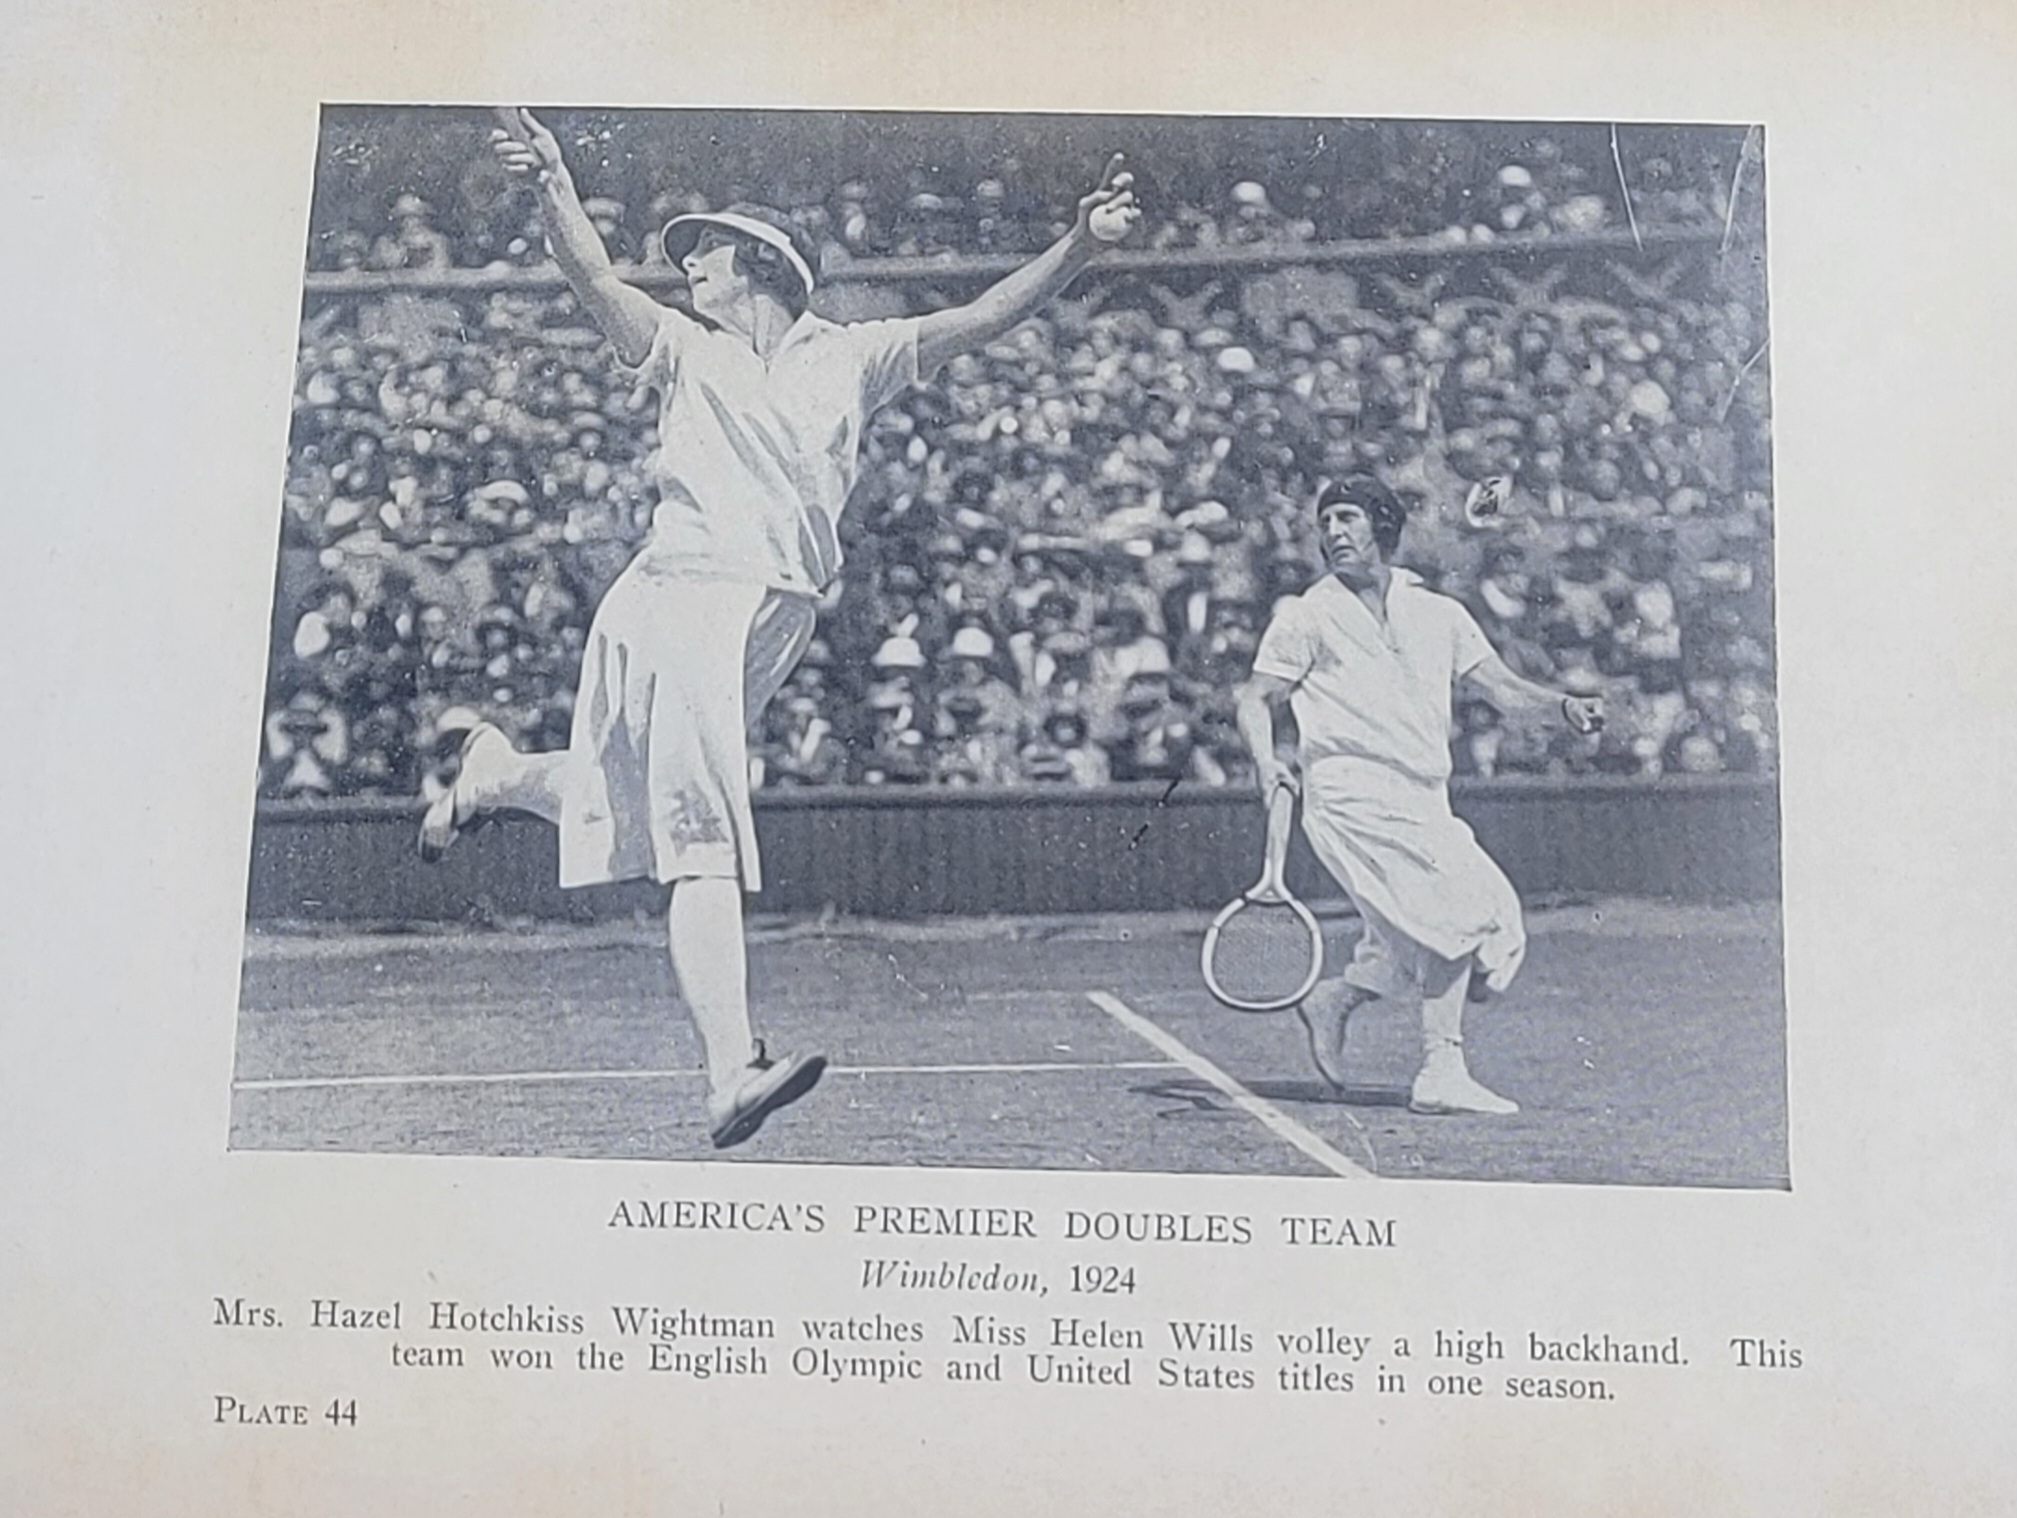 AMERICA'S PREMIER DOUBLES TEAM
Wimbledon, 1924
Mrs. Hazel Hotchkiss Wightman watches Miss Helen Wills volley a high backhand. This
team won the English Olympic and United States titles in one season.
PLATE 44